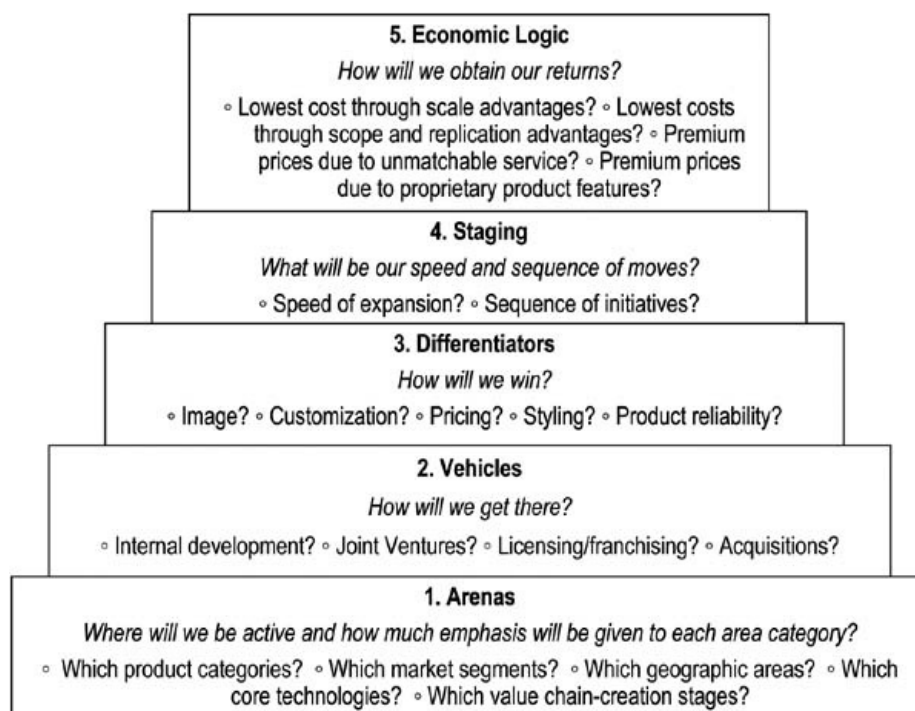 5. Economic Logic
How will we obtain our returns?
◦ Lowest cost through scale advantages? ◦ Lowest costs
through scope and replication advantages? ◦ Premium
prices due to unmatchable service? ◦ Premium prices
due to proprietary product features?
4. Staging
What will be our speed and sequence of moves?
◦ Speed of expansion? ◦ Sequence of initiatives?
3. Differentiators
How will we win?
◦ Image? ◦ Customization? ◦ Pricing? ◦ Styling? ◦ Product reliability?
2. Vehicles
How will we get there?
◦ Internal development? ◦ Joint Ventures? ◦ Licensing/franchising? ◦ Acquisitions?
1. Arenas
Where will we be active and how much emphasis will be given to each area category?
◦ Which product categories? ◦ Which market segments? ◦ Which geographic areas? ◦ Which
core technologies? ◦ Which value chain-creation stages?